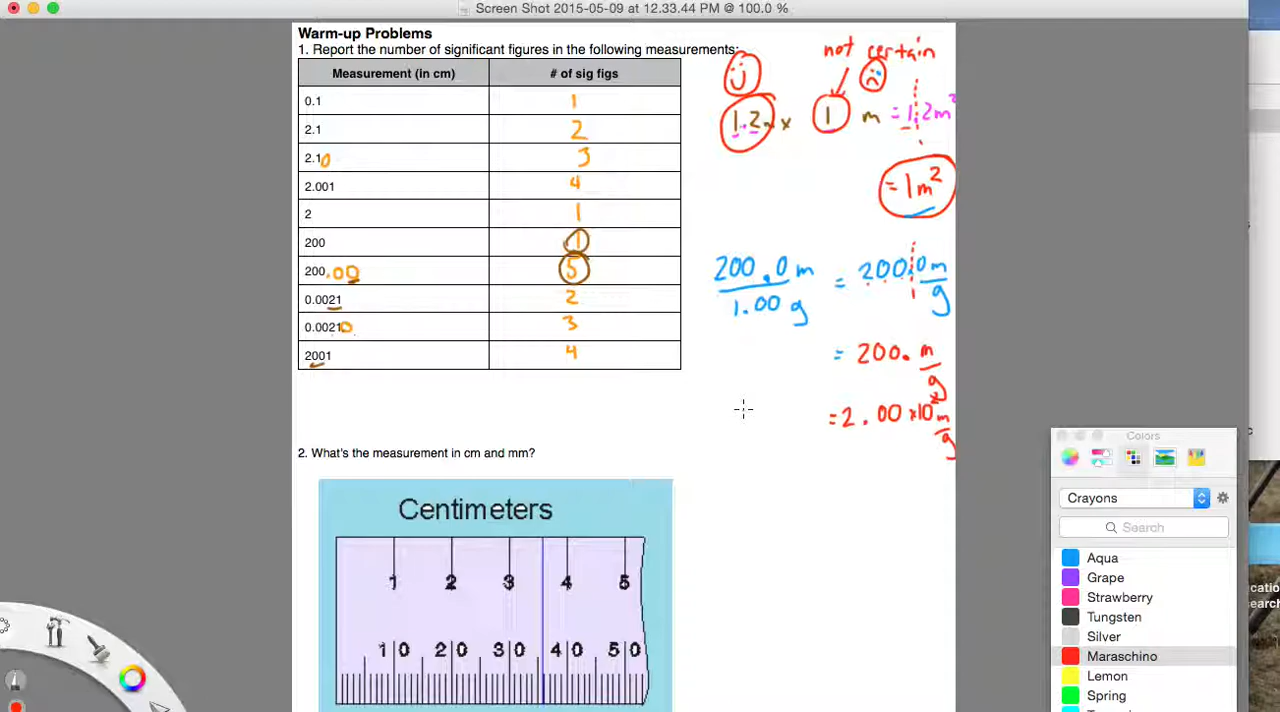 Screen Shot 2015-05-09 at 12.33.44 PM @ 100.0 %
Warm-up Problems
1. Report the number of significant figures in the following measurements:
Measurement (in cm) # of sig figs
0.1 1
2.1 2
2.10 3
2.001 4
2 1
200 1
200.00 5
0.0021 2
0.00210 3
2001 4
not certain
1.2m x 1 m = 1.2m²
= 1m²
200.0m / 1.00 g = 200.0 m/g
= 200. m/g
= 2.00 x10² m/g
2. What's the measurement in cm and mm?
Centimeters
1 2 3 4 5
10 20 30 40 50
Colors
Crayons
Search
Aqua
Grape
Strawberry
Tungsten
Silver
Maraschino
Lemon
Spring